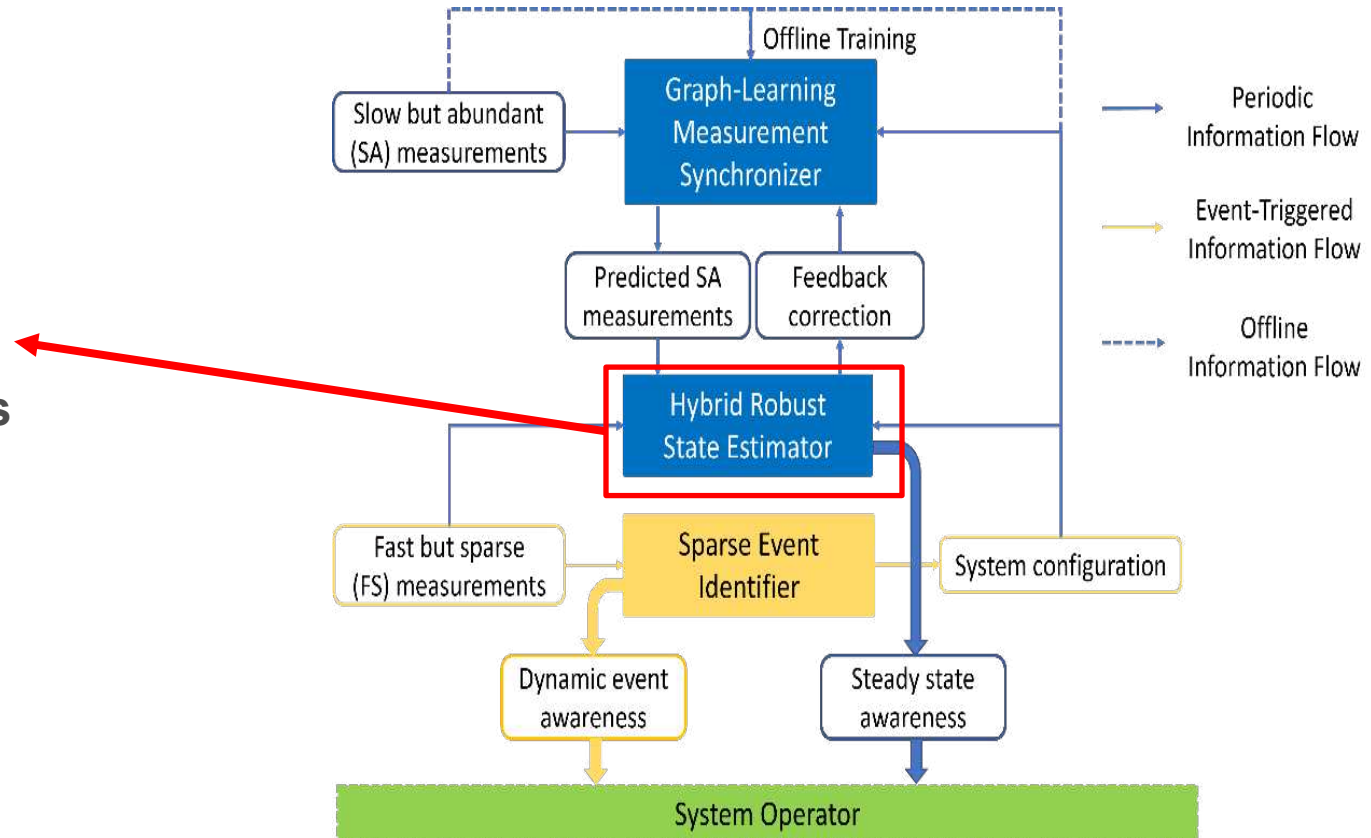 Offline Training
Slow but abundant
(SA) measurements
Graph-Learning
Measurement
Synchronizer
Periodic
Information Flow
Event-Triggered
Information Flow
Offline
Information Flow
Predicted SA
measurements
Feedback
correction
s
Hybrid Robust
State Estimator
Fast but sparse
(FS) measurements
Sparse Event
Identifier
System configuration
Dynamic event
awareness
Steady state
awareness
System Operator